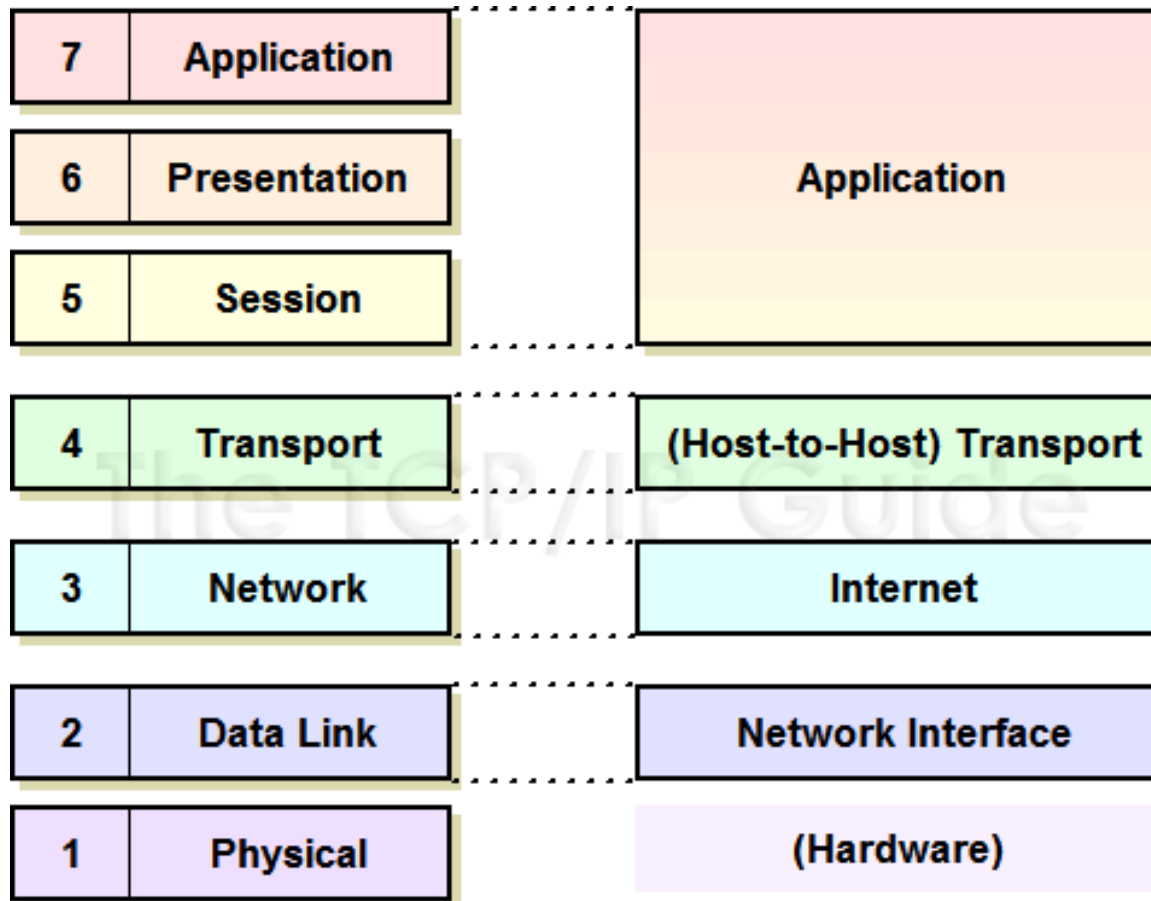 7 Application
6 Presentation
Application
5 Session
4 Transport
(Host-to-Host) Transport
The TCP/IP Guide
3 Network
Internet
2 Data Link
Network Interface
1 Physical
(Hardware)